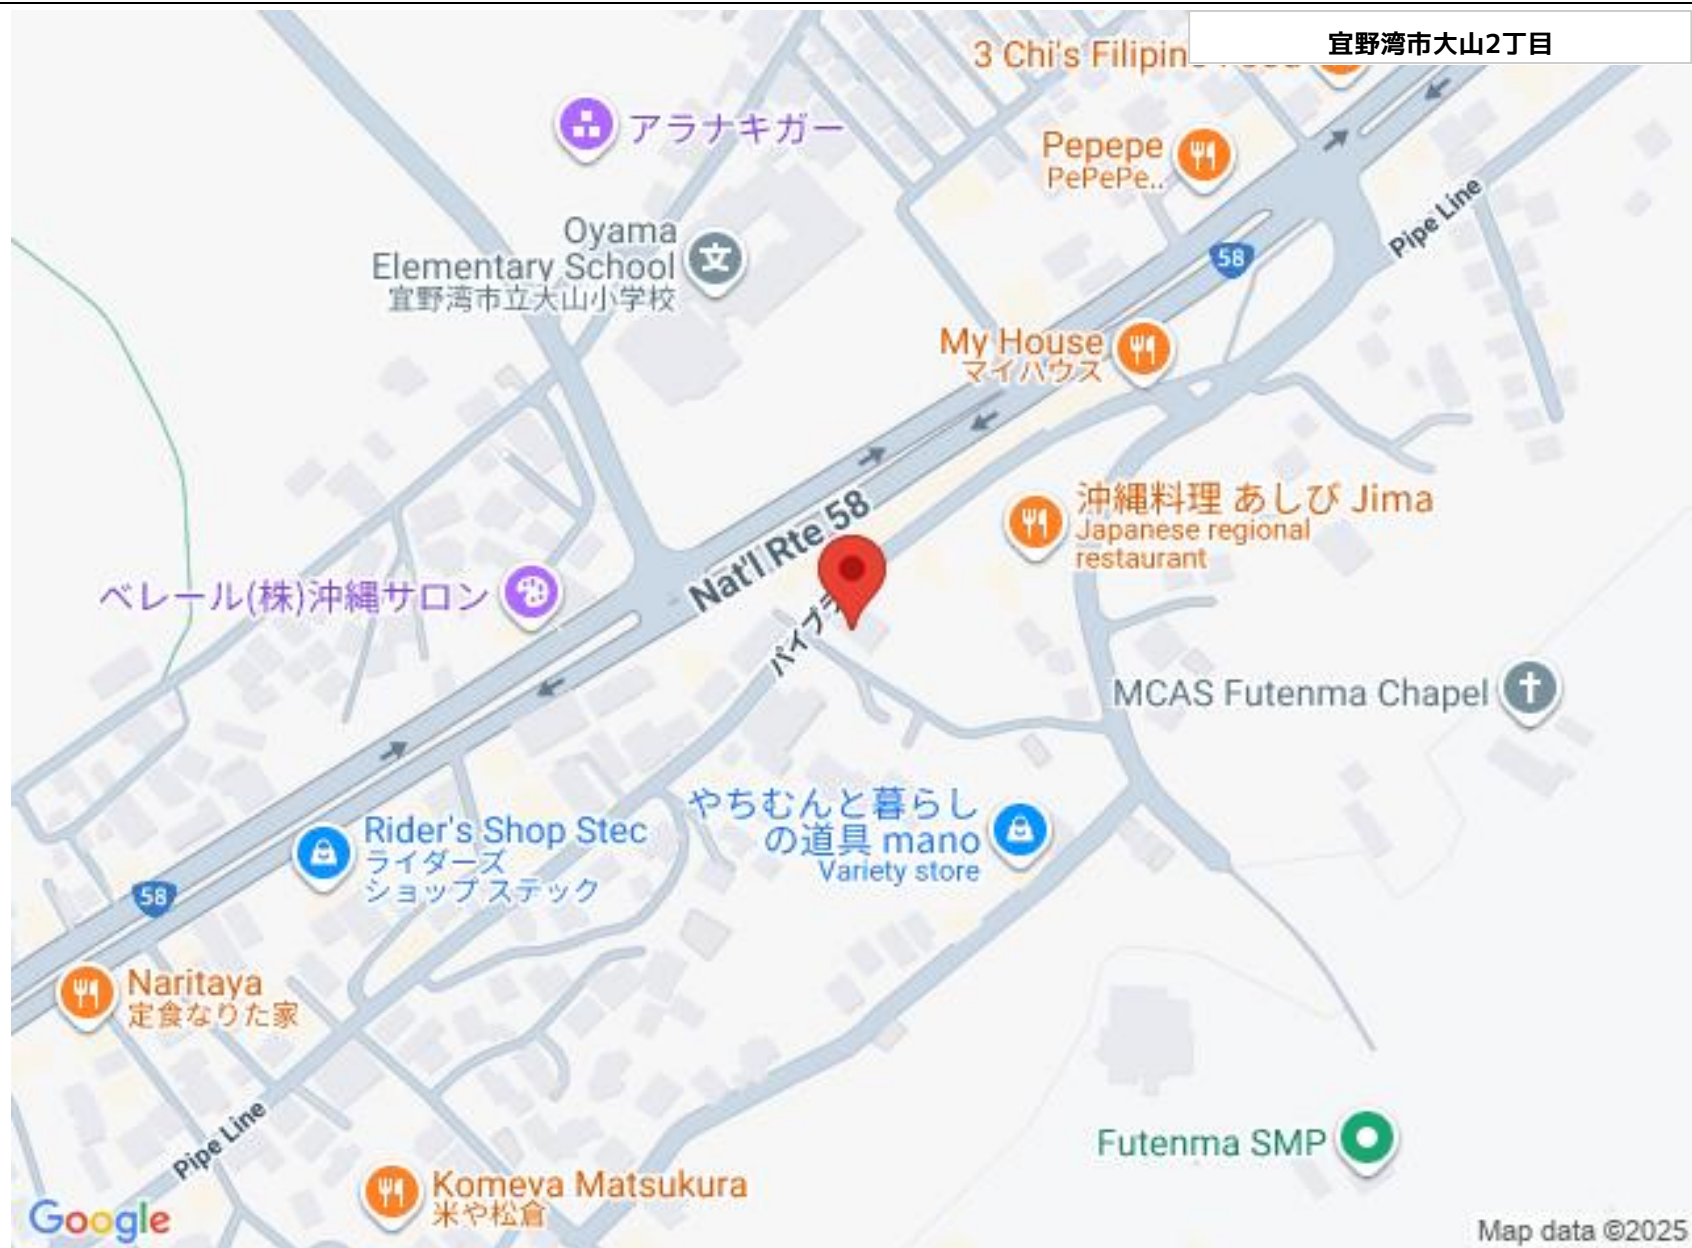 宜野湾市大山2丁目
3 Chi's Filipin
アラナキガー
Pepepe
PePePe..
Pipe Line
Oyama
Elementary School
宜野湾市立大山小学校
58
My House
マイハウス
沖縄料理 あしび Jima
Japanese regional
restaurant
Nat'l Rte 58
ベレール(株)沖縄サロン
パイプラ
MCAS Futenma Chapel
やちむんと暮らし
の道具 mano
Variety store
Rider's Shop Stec
ライダーズ
ショップ ステック
58
Naritaya
定食なりた家
Pipe Line
Futenma SMP
Komeya Matsukura
米や松倉
Google
Map data ©2025